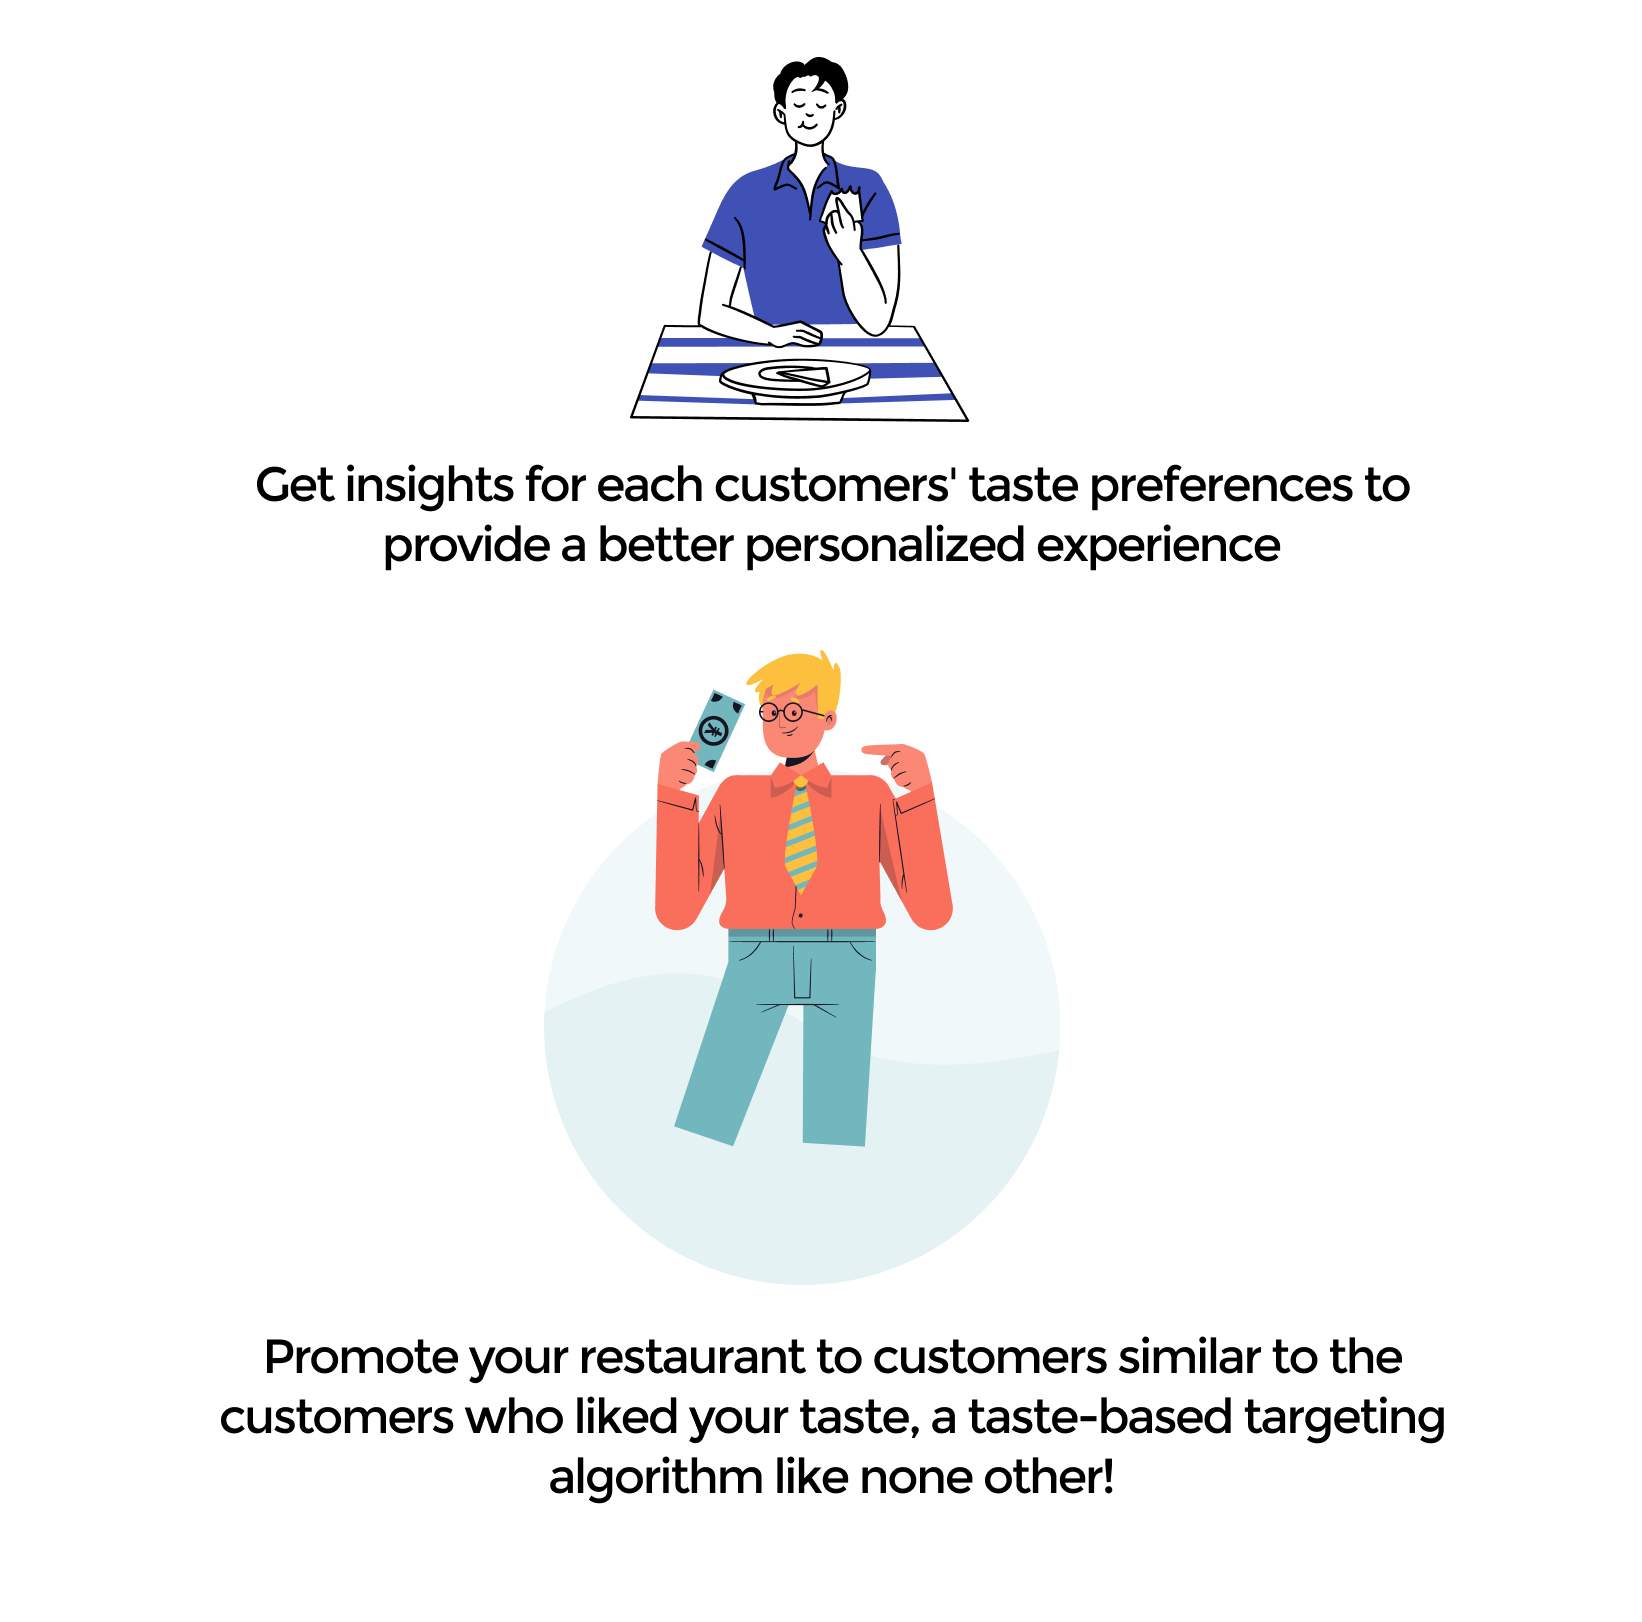 Get insights for each customers' taste preferences to
provide a better personalized experience
Promote your restaurant to customers similar to the
customers who liked your taste, a taste-based targeting
algorithm like none other!